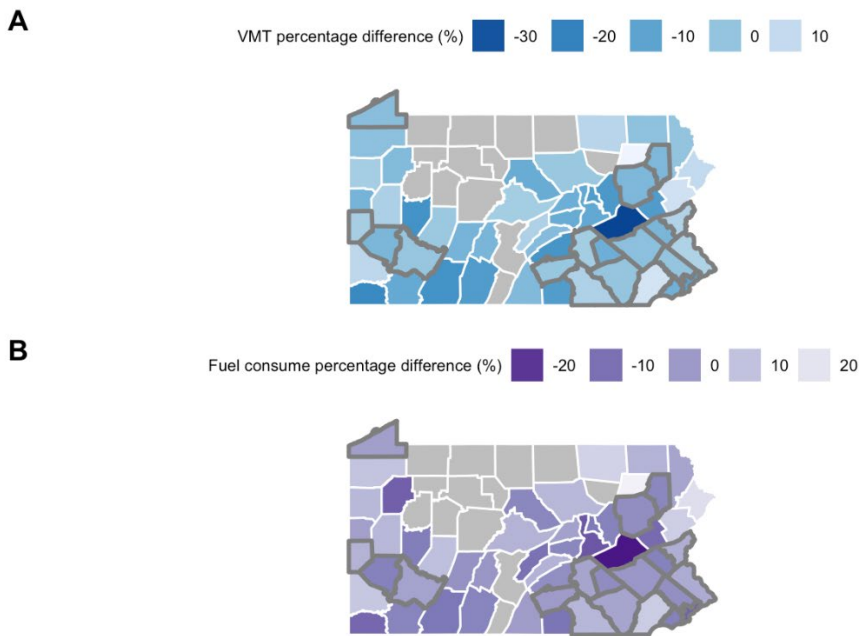 A
VMT percentage difference (%) -30 -20 -10 0 10
B
Fuel consume percentage difference (%) -20 -10 0 10 20